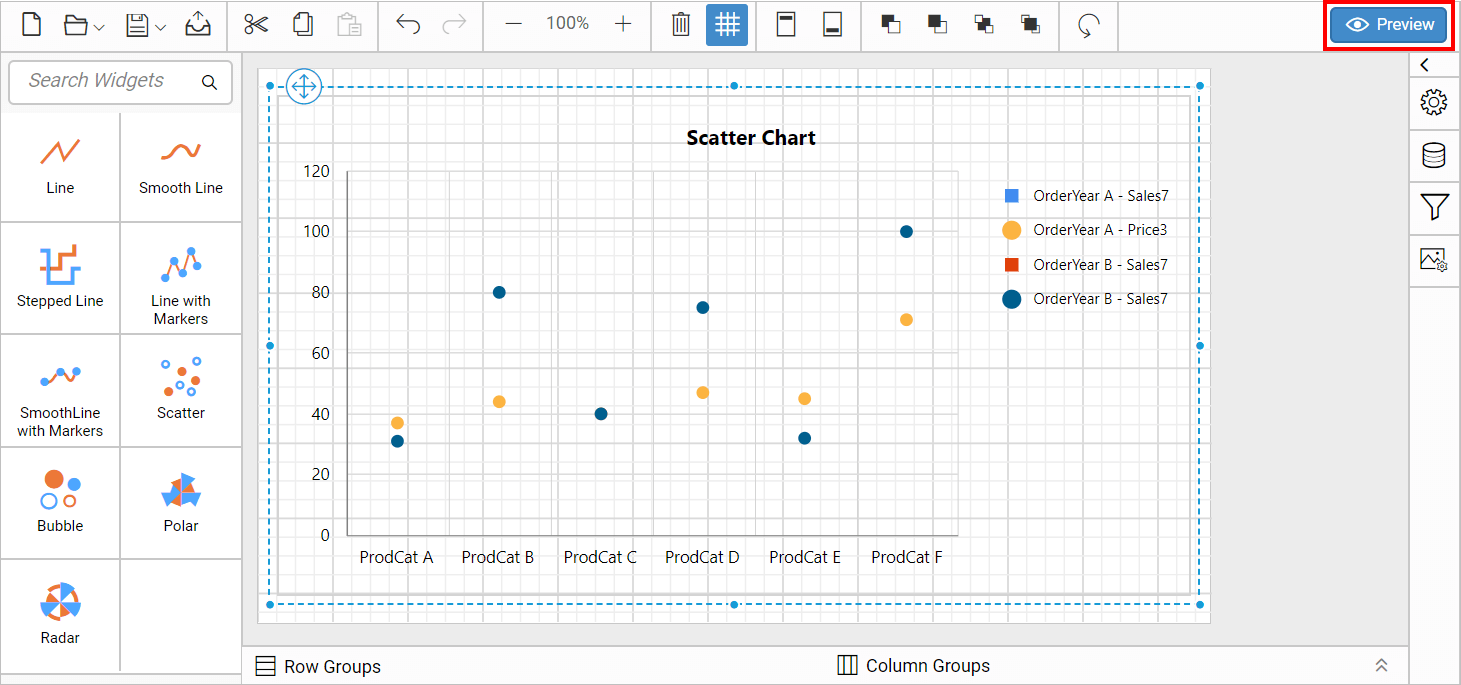 100%
Preview
Search Widgets
Line
Smooth Line
Stepped Line
Line with
Markers
SmoothLine
with Markers
Scatter
Bubble
Polar
Radar
Scatter Chart
120
100
80
60
40
20
0
ProdCat A
ProdCat B
ProdCat C
ProdCat D
ProdCat E
ProdCat F
OrderYear A - Sales7
OrderYear A - Price3
OrderYear B - Sales7
OrderYear B - Sales7
Row Groups
Column Groups